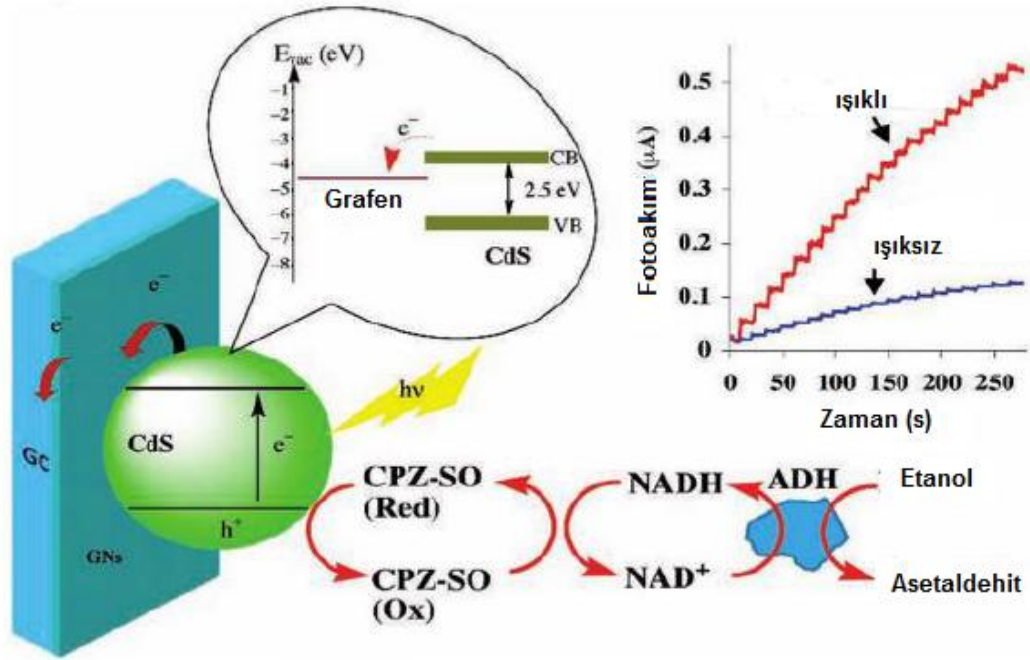 E_vac (eV)
-1
-2
-3
-4
-5
-6
-7
-8
e⁻
Grafen
CB
2.5 eV
VB
CdS
Fotoakım (µA)
0.5
0.4
0.3
0.2
0.1
0
ışıklı
ışıksız
0 50 100 150 200 250
Zaman (s)
e⁻
e⁻
GC
GNs
CdS
e⁻
h⁺
hν
CPZ-SO
(Red)
CPZ-SO
(Ox)
NADH
NAD⁺
ADH
Etanol
Asetaldehit